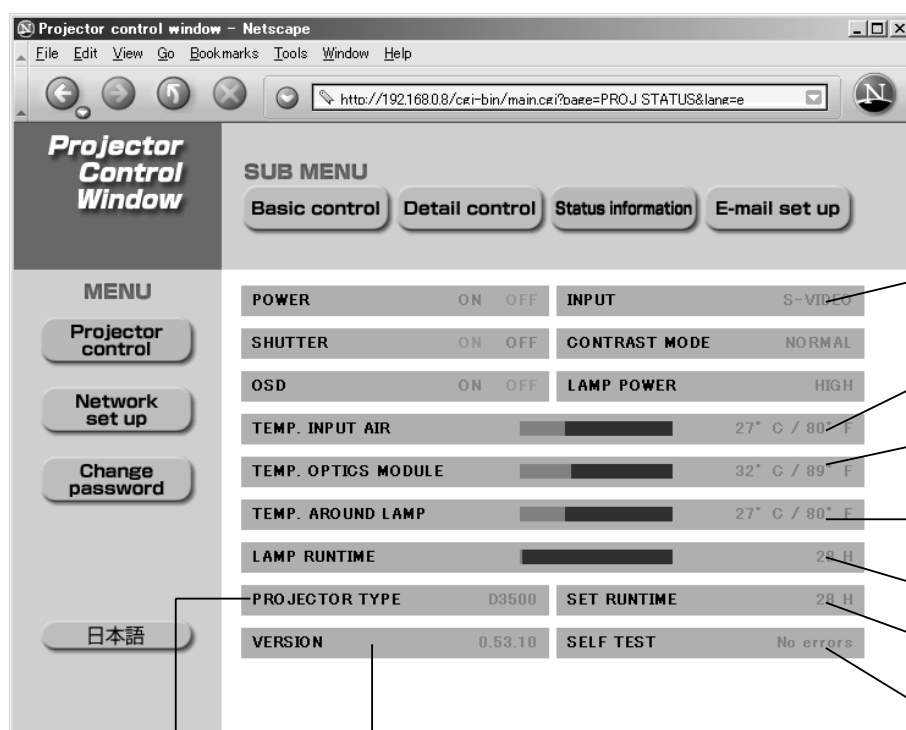 Projector control window - Netscape
File Edit View Go Bookmarks Tools Window Help
http://192.168.0.8/cgi-bin/main.cgi?page=PROJ STATUS&lang=e
N
Projector
Control
Window
SUB MENU
Basic control Detail control Status information E-mail set up
MENU
Projector
control
Network
set up
Change
password
日本語
POWER ON OFF INPUT S-VIDEO
SHUTTER ON OFF CONTRAST MODE NORMAL
OSD ON OFF LAMP POWER HIGH
TEMP. INPUT AIR 27° C / 80° F
TEMP. OPTICS MODULE 32° C / 89° F
TEMP. AROUND LAMP 27° C / 80° F
LAMP RUNTIME 28 H
PROJECTOR TYPE D3500 SET RUNTIME 28 H
VERSION 0.53.10 SELF TEST No errors